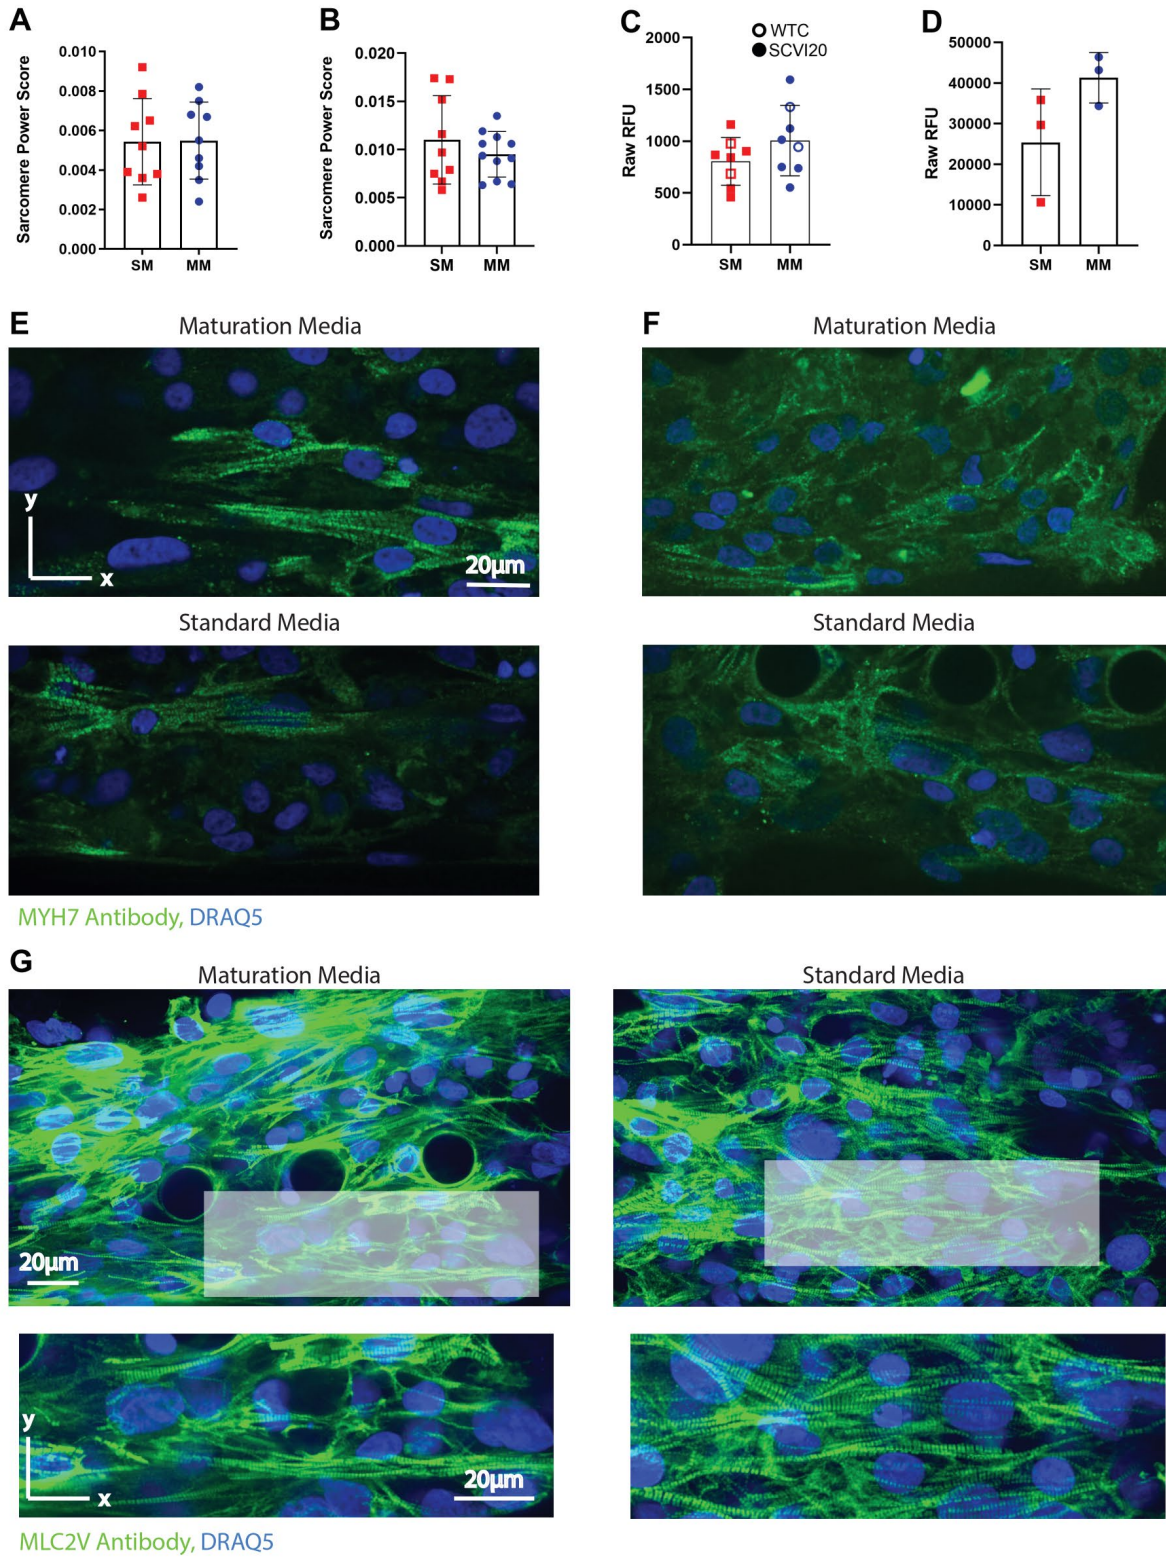 A
Sarcomere Power Score
0.010
0.008
0.006
0.004
0.002
0.000
SM
MM
B
Sarcomere Power Score
0.020
0.015
0.010
0.005
0.000
SM
MM
C
WTC
SCVI20
Raw RFU
2000
1500
1000
500
0
SM
MM
D
Raw RFU
50000
40000
30000
20000
10000
0
SM
MM
E
Maturation Media
y
x
20µm
Standard Media
MYH7 Antibody, DRAQ5
F
Maturation Media
Standard Media
G
Maturation Media
Standard Media
20µm
y
x
20µm
MLC2V Antibody, DRAQ5